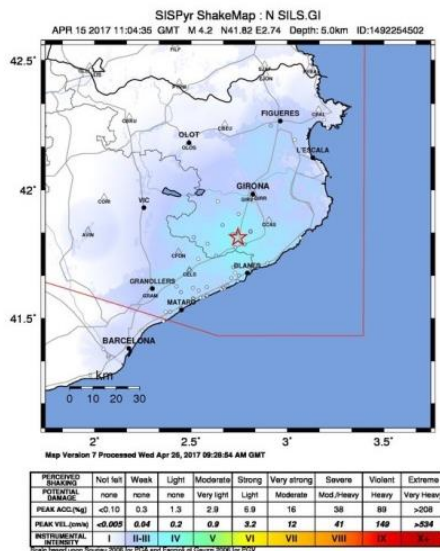 SISPyr ShakeMap : N SILS.GI
APR 15 2017 11:04:35 GMT M 4.2 N41.82 E2.74 Depth: 5.0km ID:1492254502
42.5°
FIGUERES
OLOT
L'ESCALA
42°
GIRONA
VIC
BLANES
GRANOLLERS
41.5°
MATARO
BARCELONA
km
0 10 20 30
2° 2.5° 3° 3.5°
Map Version 7 Processed Wed Apr 26, 2017 09:28:54 AM GMT
PERCEIVED SHAKING Not felt Weak Light Moderate Strong Very strong Severe Violent Extreme
POTENTIAL DAMAGE none none none Very light Light Moderate Mod./Heavy Heavy Very Heavy
PEAK ACC.(%g) <0.10 0.3 1.3 2.9 6.9 16 38 89 >208
PEAK VEL.(cm/s) <0.005 0.04 0.2 0.9 3.2 12 41 149 >534
INSTRUMENTAL INTENSITY I II-III IV V VI VII VIII IX X+